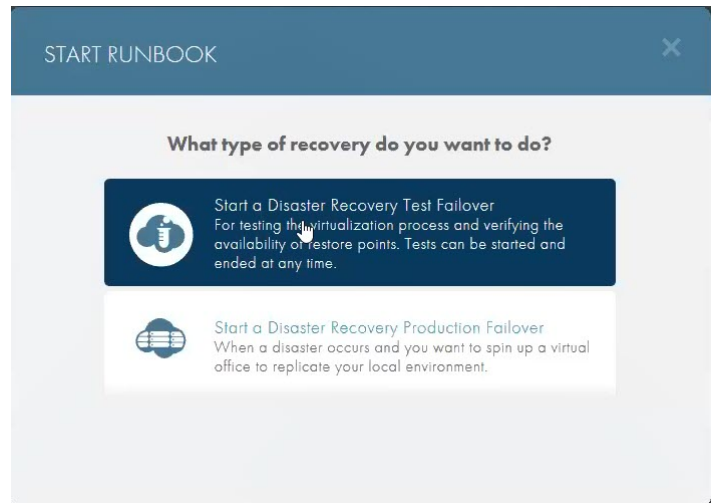 START RUNBOOK
What type of recovery do you want to do?
Start a Disaster Recovery Test Failover
For testing the virtualization process and verifying the
availability of restore points. Tests can be started and
ended at any time.
Start a Disaster Recovery Production Failover
When a disaster occurs and you want to spin up a virtual
office to replicate your local environment.